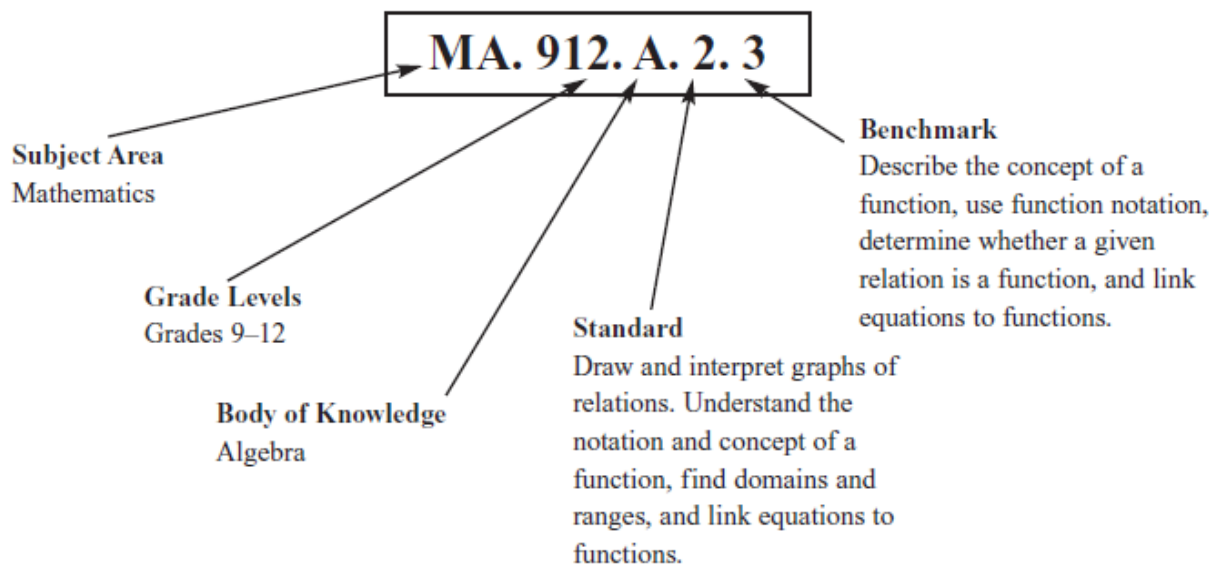 MA. 912. A. 2. 3
Subject Area
Mathematics
Grade Levels
Grades 9–12
Body of Knowledge
Algebra
Standard
Draw and interpret graphs of
relations. Understand the
notation and concept of a
function, find domains and
ranges, and link equations to
functions.
Benchmark
Describe the concept of a
function, use function notation,
determine whether a given
relation is a function, and link
equations to functions.